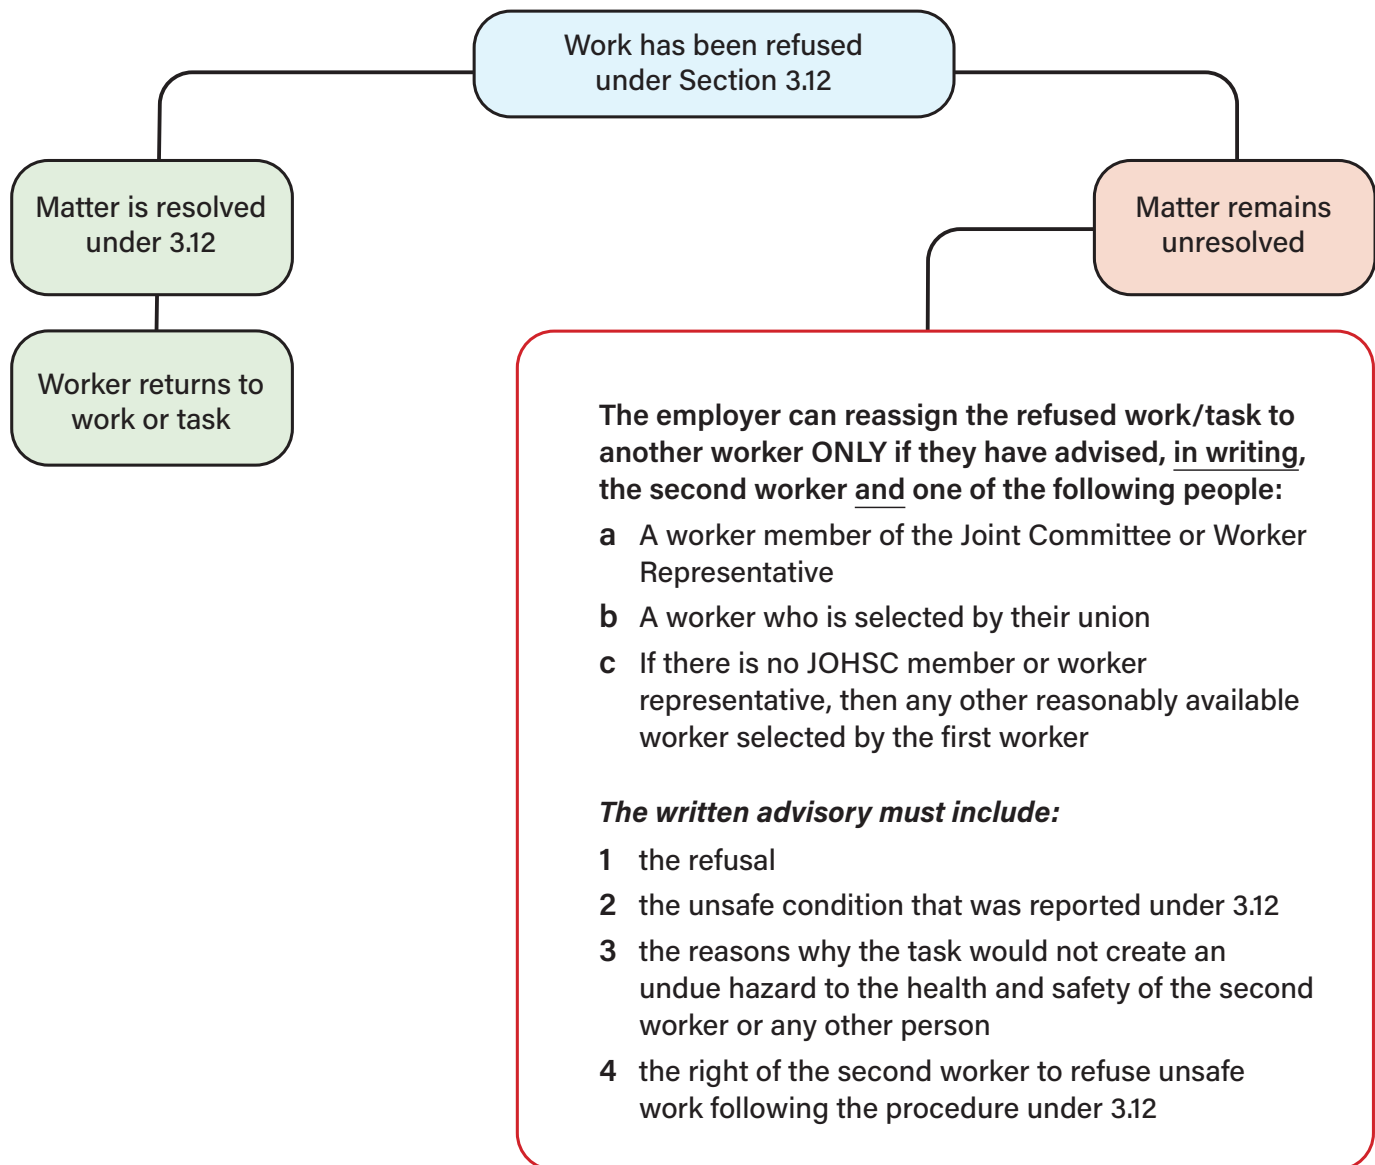 Work has been refused
under Section 3.12
Matter is resolved
under 3.12
Matter remains
unresolved
Worker returns to
work or task
The employer can reassign the refused work/task to
another worker ONLY if they have advised, in writing,
the second worker and one of the following people:
a A worker member of the Joint Committee or Worker
Representative
b A worker who is selected by their union
c If there is no JOHSC member or worker
representative, then any other reasonably available
worker selected by the first worker
The written advisory must include:
1 the refusal
2 the unsafe condition that was reported under 3.12
3 the reasons why the task would not create an
undue hazard to the health and safety of the second
worker or any other person
4 the right of the second worker to refuse unsafe
work following the procedure under 3.12